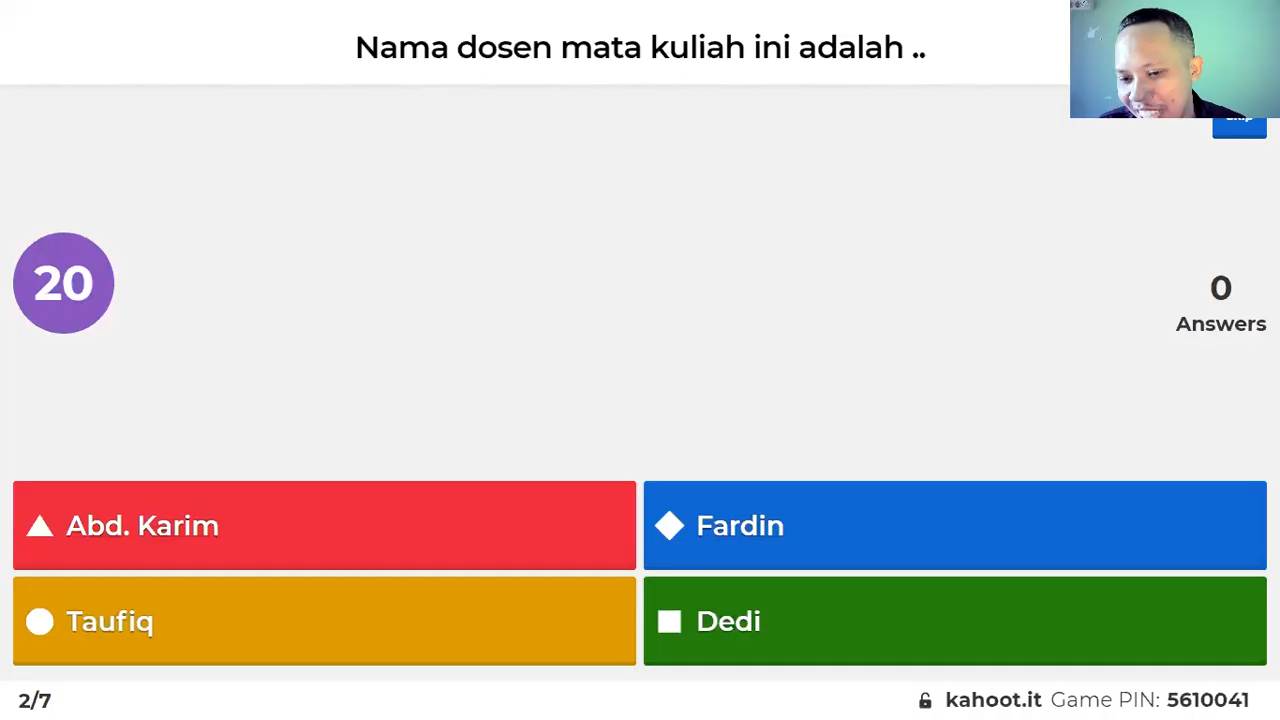 Nama dosen mata kuliah ini adalah ..
20
0
Answers
Abd. Karim
Fardin
Taufiq
Dedi
2/7
kahoot.it Game PIN: 5610041